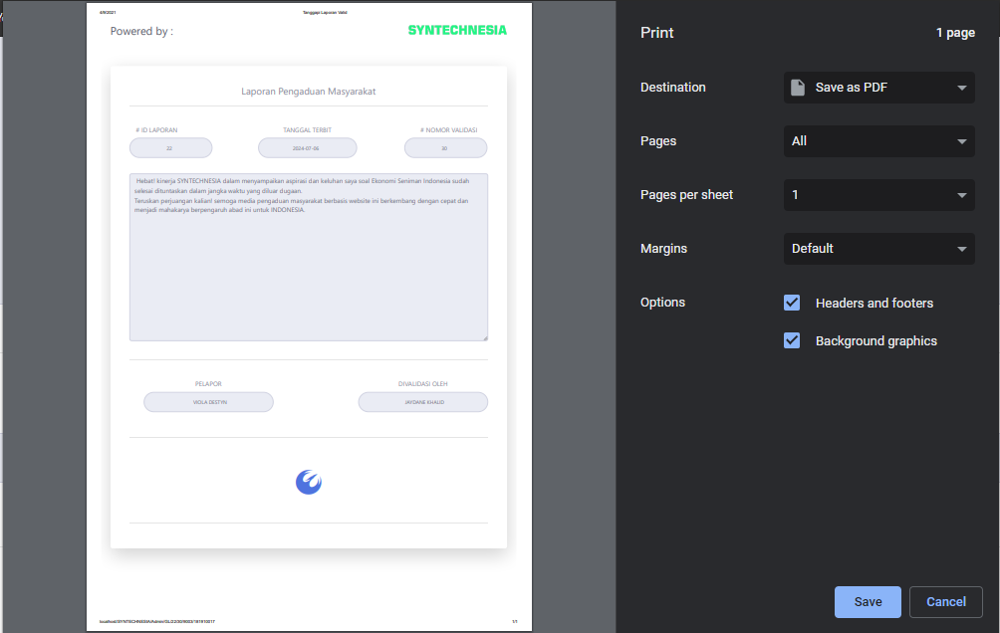 4/9/2021 Tanggapi Laporan Valid
Powered by : SYNTECHNESIA
Laporan Pengaduan Masyarakat
# ID LAPORAN TANGGAL TERBIT # NOMOR VALIDASI
22 2024-07-06 30
Hebat! kinerja SYNTECHNESIA dalam menyampaikan aspirasi dan keluhan saya soal Ekonomi Seniman Indonesia sudah
selesai dituntaskan dalam jangka waktu yang diluar dugaan.
Teruskan perjuangan kalian! semoga media pengaduan masyarakat berbasis website ini berkembang dengan cepat dan
menjadi mahakarya berpengaruh abad ini untuk INDONESIA.
PELAPOR DIVALIDASI OLEH
VIOLA DESTYN JAYDANE KHALID
1/1
Print 1 page
Destination Save as PDF
Pages All
Pages per sheet 1
Margins Default
Options Headers and footers
Background graphics
Save Cancel